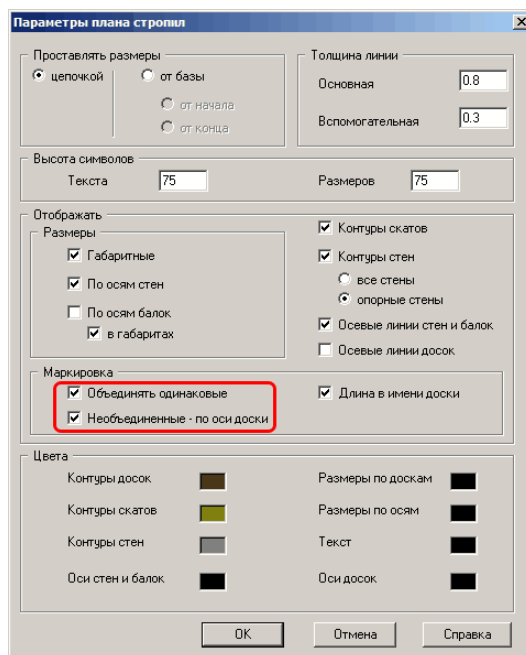 Параметры плана стропил
Проставлять размеры
цепочкой
от базы
от начала
от конца
Толщина линии
Основная 0.8
Вспомогательная 0.3
Высота символов
Текста 75 Размеров 75
Отображать
Размеры
Габаритные
По осям стен
По осям балок
в габаритах
Контуры скатов
Контуры стен
все стены
опорные стены
Осевые линии стен и балок
Осевые линии досок
Маркировка
Объединять одинаковые
Необъединенные - по оси доски
Длина в имени доски
Цвета
Контуры досок Размеры по доскам
Контуры скатов Размеры по осям
Контуры стен Текст
Оси стен и балок Оси досок
OK Отмена Справка